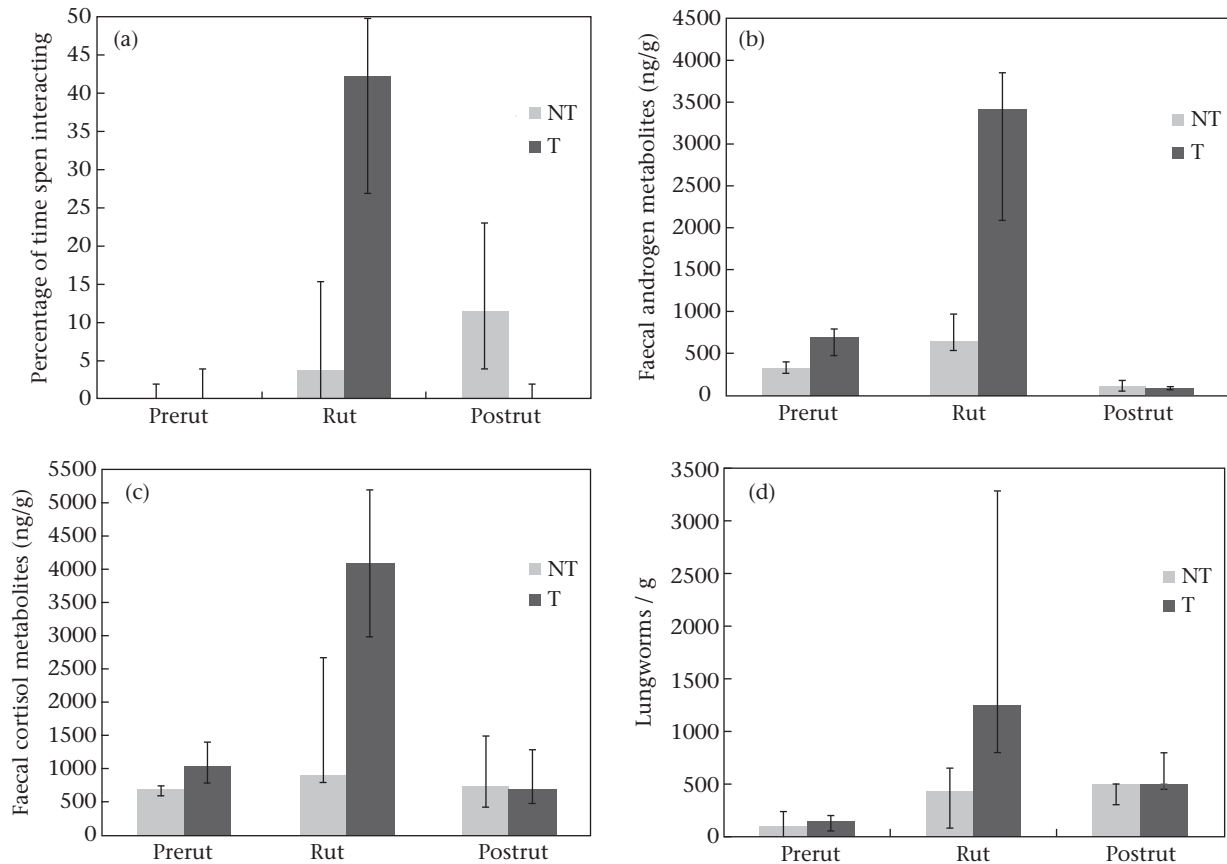 (a)
Percentage of time spen interacting
50
45
40
35
30
25
20
15
10
5
0
NT
T
Prerut
Rut
Postrut
(b)
Faecal androgen metabolites (ng/g)
4500
4000
3500
3000
2500
2000
3500
1000
500
0
NT
T
Prerut
Rut
Postrut
(c)
Faecal cortisol metabolites (ng/g)
5500
5000
4500
4000
3500
3000
2500
2000
1500
1000
500
0
NT
T
Prerut
Rut
Postrut
(d)
Lungworms / g
3500
3000
2500
3000
1500
1000
500
0
NT
T
Prerut
Rut
Postrut